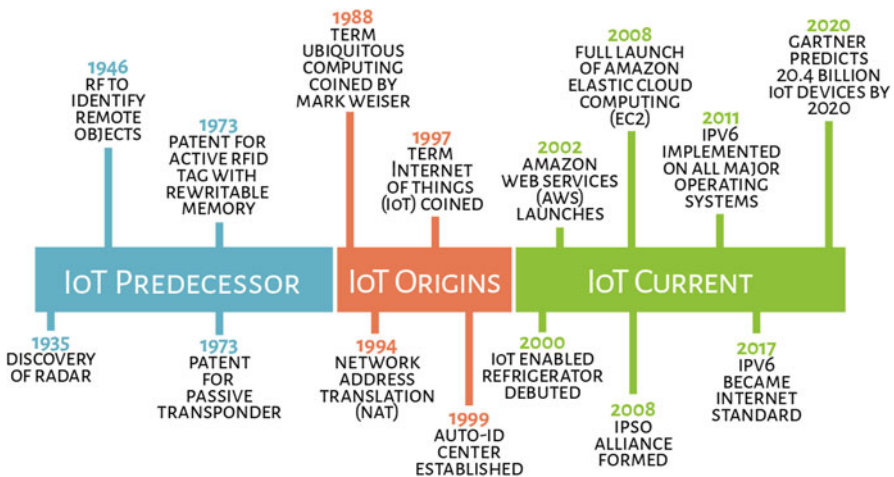 1946
RF TO
IDENTIFY
REMOTE
OBJECTS
1973
PATENT FOR
ACTIVE RFID
TAG WITH
REWRITABLE
MEMORY
1988
TERM
UBIQUITOUS
COMPUTING
COINED BY
MARK WEISER
1997
TERM
INTERNET
OF THINGS
(IOT) COINED
2002
AMAZON
WEB SERVICES
(AWS)
LAUNCHES
2008
FULL LAUNCH
OF AMAZON
ELASTIC CLOUD
COMPUTING
(EC2)
2011
IPV6
IMPLEMENTED
ON ALL MAJOR
OPERATING
SYSTEMS
2020
GARTNER
PREDICTS
20.4 BILLION
IOT DEVICES BY
2020
IOT PREDECESSOR
IOT ORIGINS
IOT CURRENT
1935
DISCOVERY
OF RADAR
1973
PATENT
FOR
PASSIVE
TRANSPONDER
1994
NETWORK
ADDRESS
TRANSLATION
(NAT)
1999
AUTO-ID
CENTER
ESTABLISHED
2000
IOT ENABLED
REFRIGERATOR
DEBUTED
2008
IPSO
ALLIANCE
FORMED
2017
IPV6
BECAME
INTERNET
STANDARD